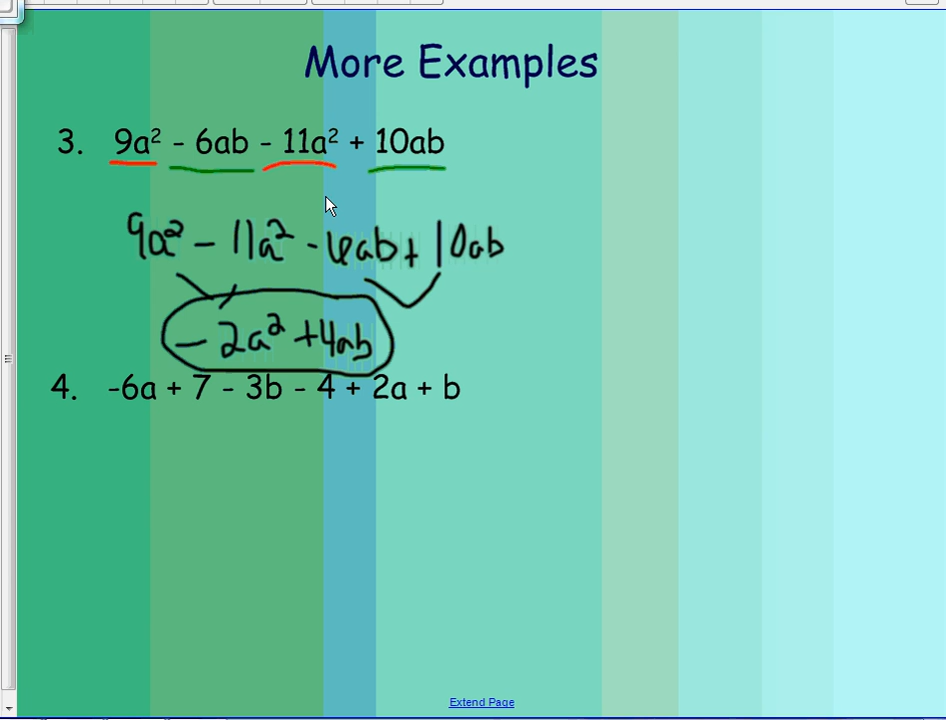 More Examples
3. 9a² - 6ab - 11a² + 10ab
9a² - 11a² - 6ab + 10ab
- 2a² + 4ab
4. -6a + 7 - 3b - 4 + 2a + b
Extend Page